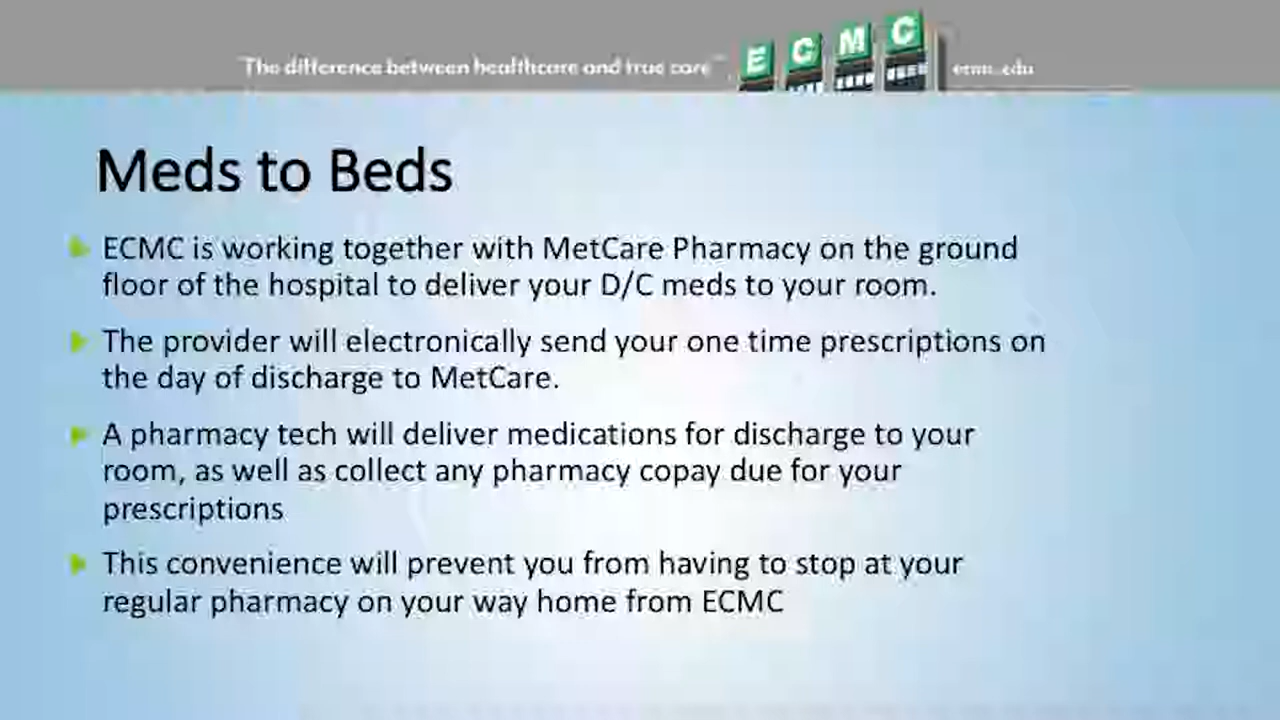 The difference between healthcare and true care™
E C M C
ecmc.edu
Meds to Beds
ECMC is working together with MetCare Pharmacy on the ground
floor of the hospital to deliver your D/C meds to your room.
The provider will electronically send your one time prescriptions on
the day of discharge to MetCare.
A pharmacy tech will deliver medications for discharge to your
room, as well as collect any pharmacy copay due for your
prescriptions
This convenience will prevent you from having to stop at your
regular pharmacy on your way home from ECMC